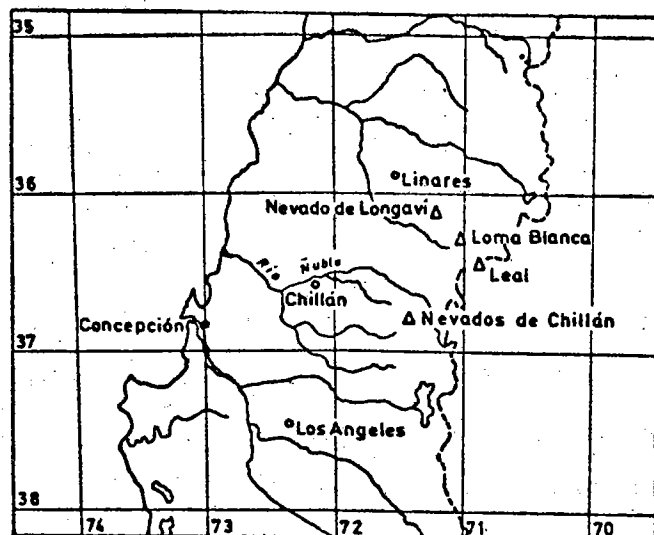 35
36
Linares
Nevado de Longaví
Loma Blanca
Leal
Río Ñuble
Chillán
Nevados de Chillán
Concepción
37
Los Angeles
38
74 73 72 71 70